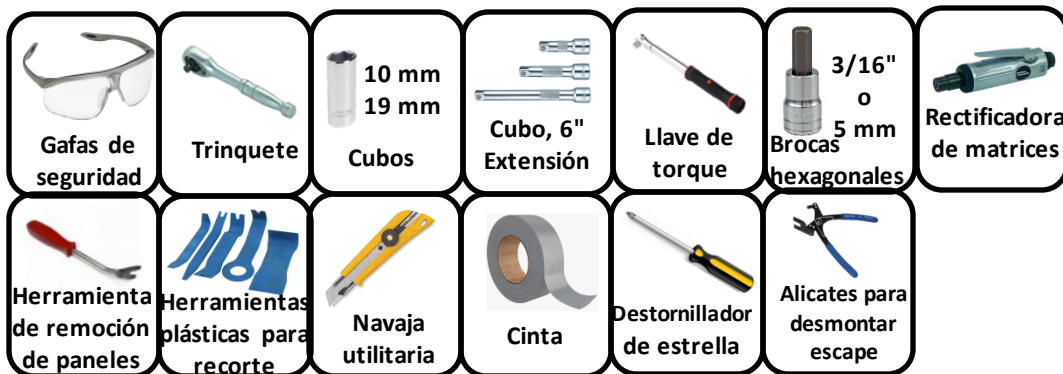 Gafas de
seguridad
Trinquete
10 mm
19 mm
Cubos
Cubo, 6"
Extensión
Llave de
torque
3/16"
o
5 mm
Brocas
hexagonales
Rectificadora
de matrices
Herramienta
de remoción
de paneles
Herramientas
plásticas para
recorte
Navaja
utilitaria
Cinta
Destornillador
de estrella
Alicates para
desmontar
escape